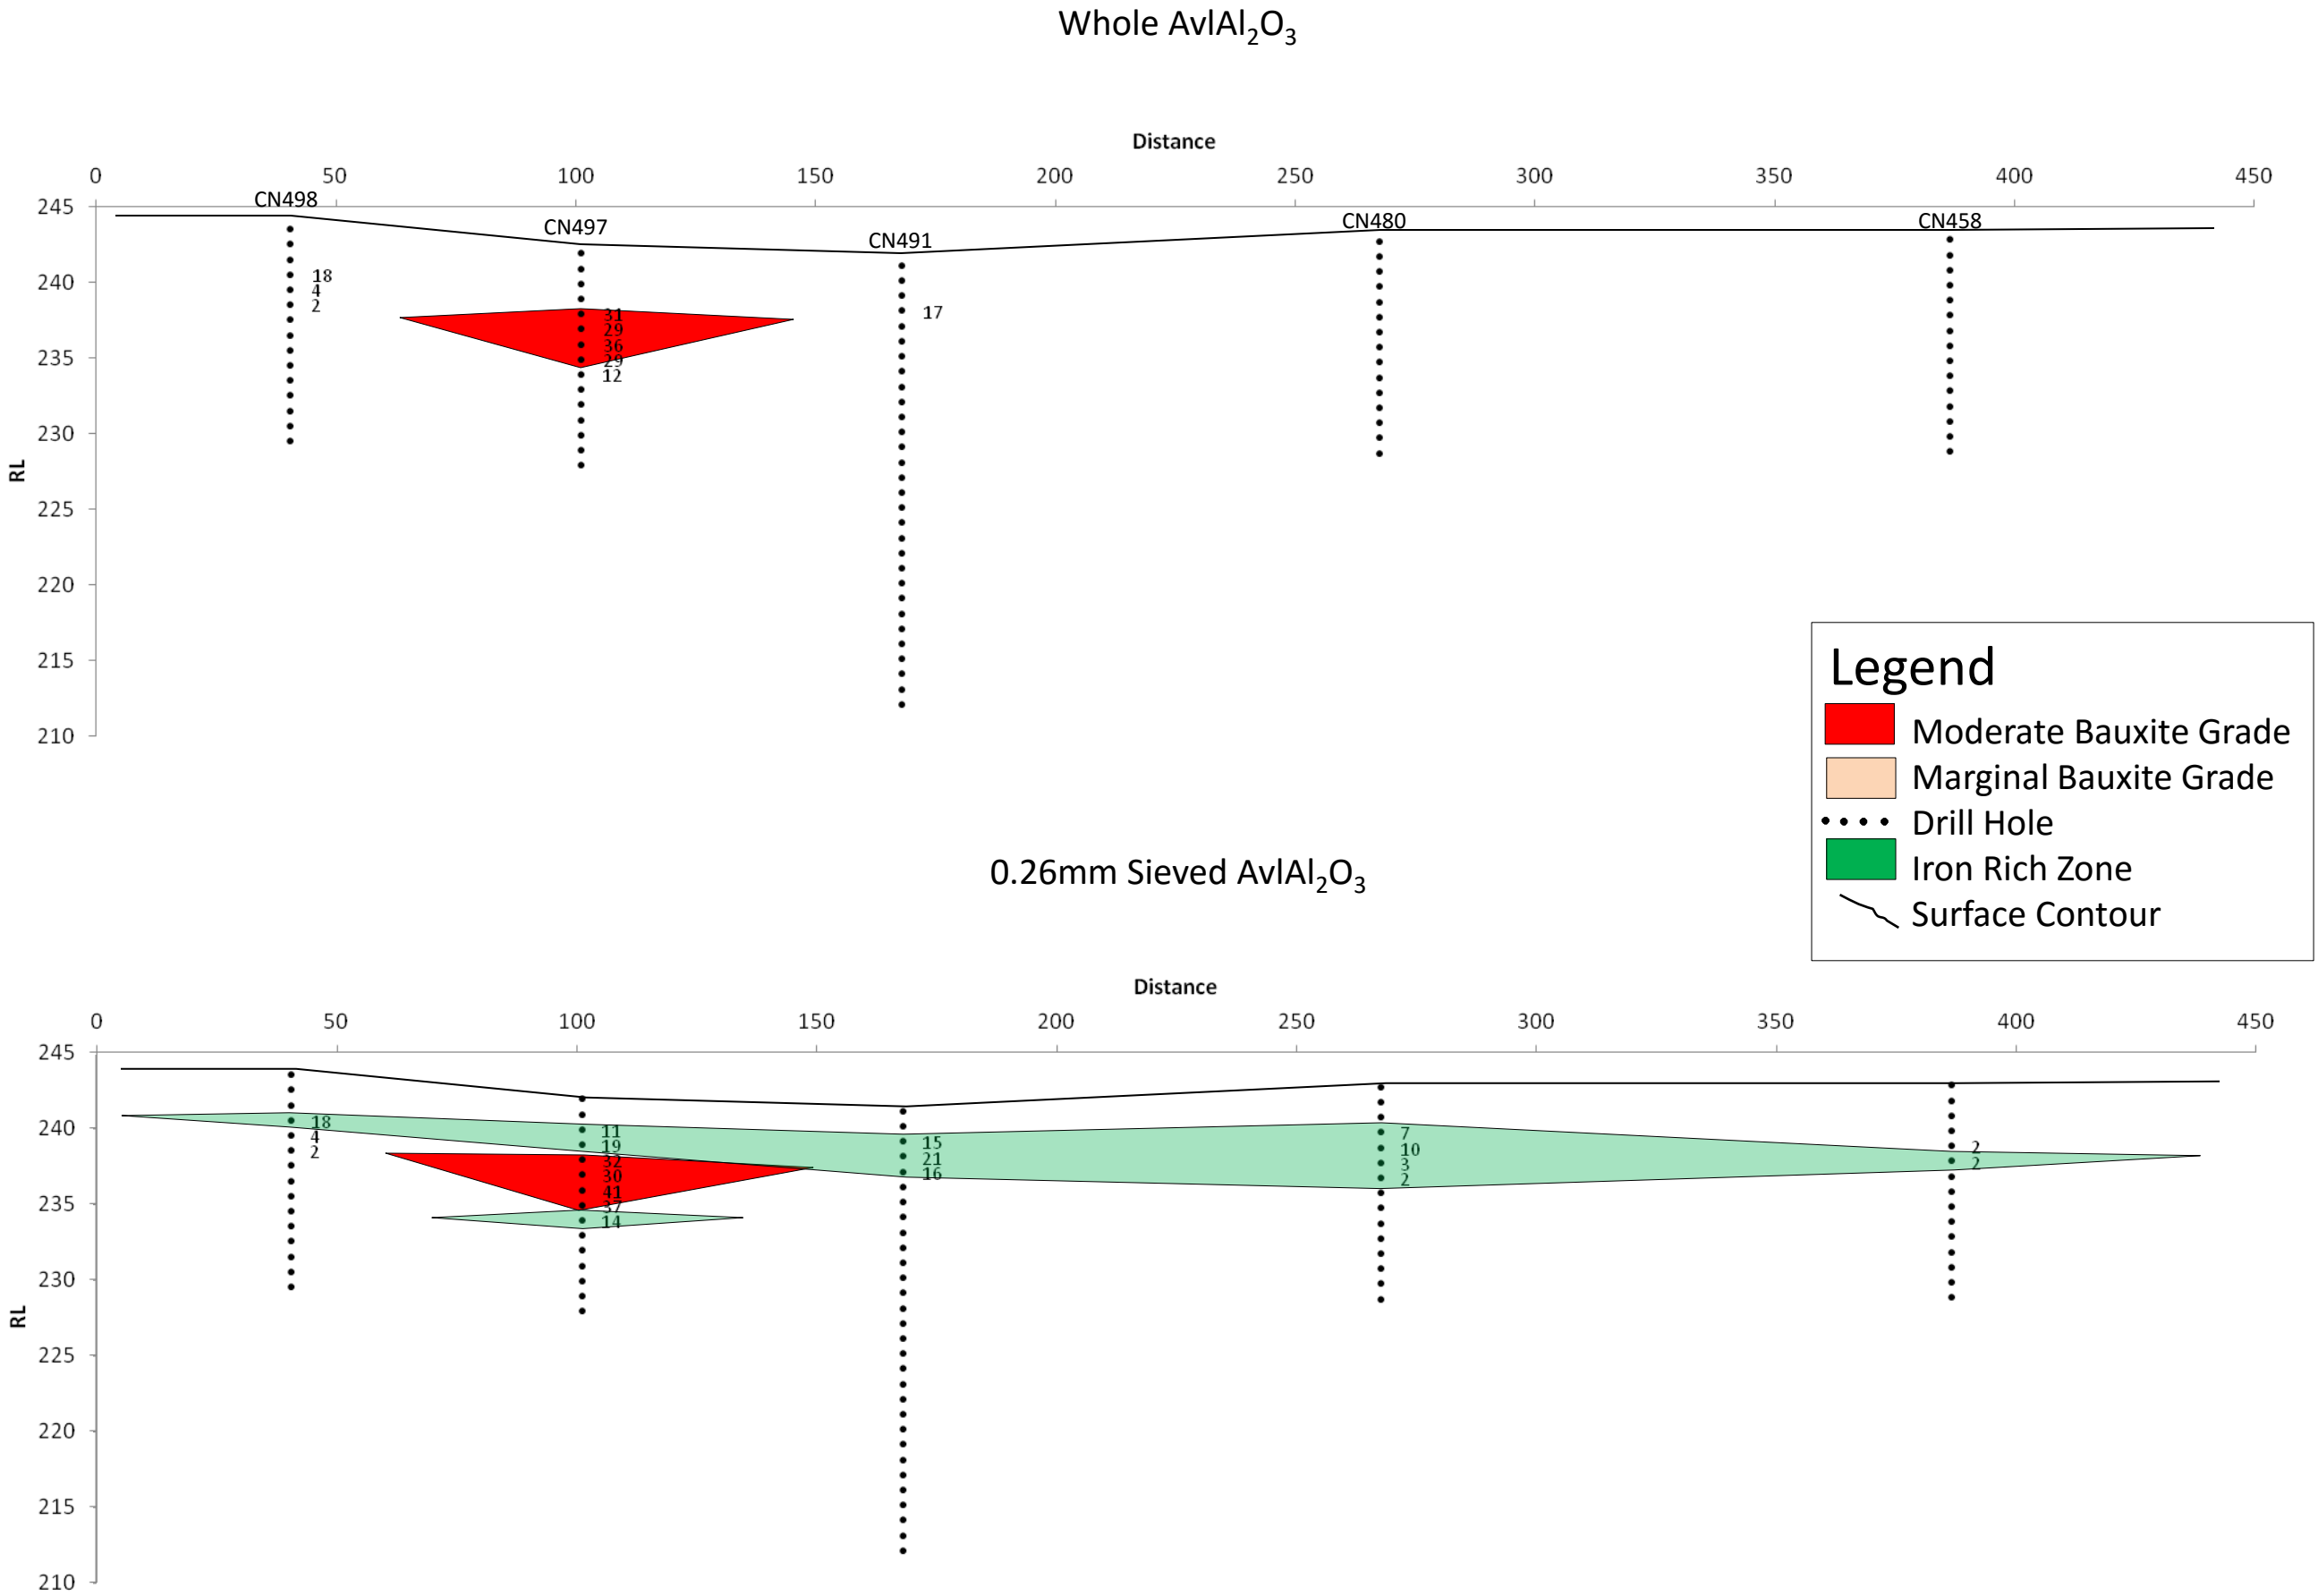 Whole AvlAl₂O₃
Distance
0 50 100 150 200 250 300 350 400 450
CN498
CN497
CN491
CN480
CN458
245
240
235
230
225
220
215
210
RL
18
4
2
31
29
36
29
12
17
Legend
Moderate Bauxite Grade
Marginal Bauxite Grade
Drill Hole
Iron Rich Zone
Surface Contour
0.26mm Sieved AvlAl₂O₃
Distance
0 50 100 150 200 250 300 350 400 450
245
240
235
230
225
220
215
210
RL
18
4
2
11
19
32
30
41
37
14
15
21
16
7
10
3
2
2
2